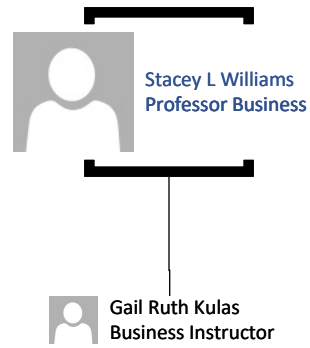 Stacey L Williams
Professor Business
Gail Ruth Kulas
Business Instructor